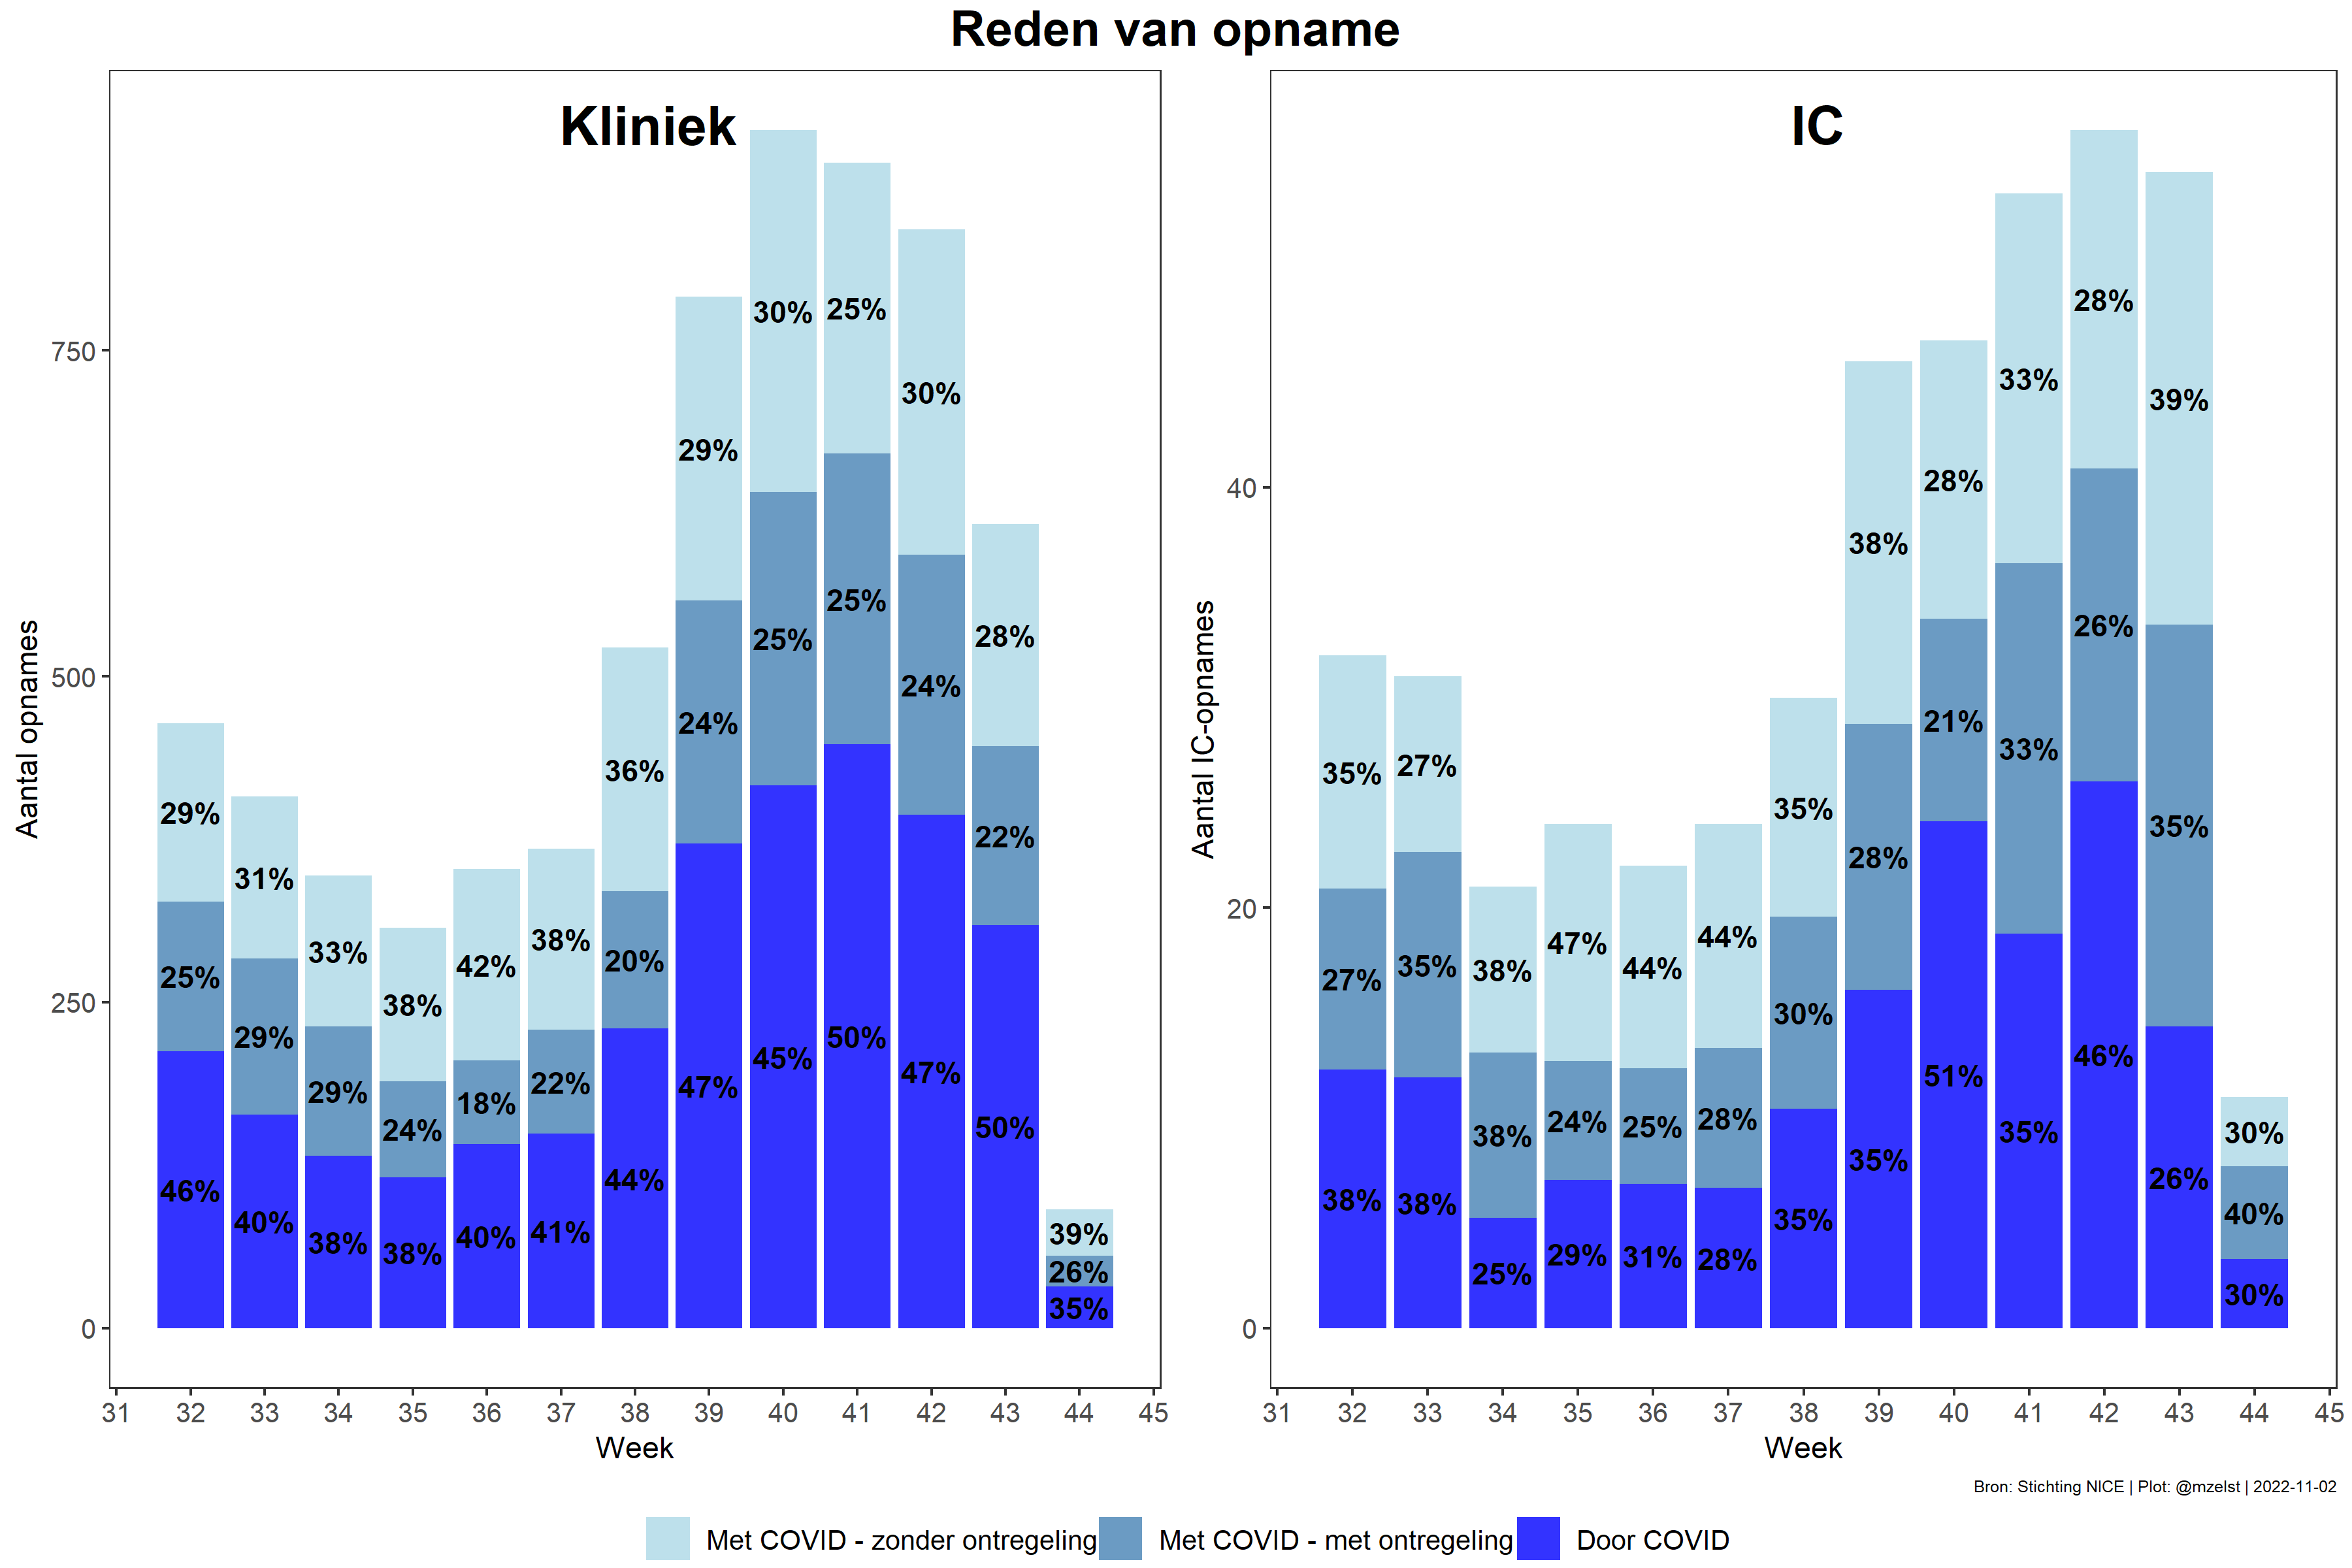 Reden van opname
Kliniek
Aantal opnames
750
500
250
0
29% 31% 33% 38% 42% 38% 36% 29% 30% 25% 30% 28% 39%
25% 29% 29% 24% 18% 22% 20% 24% 25% 25% 24% 22% 26%
46% 40% 38% 38% 40% 41% 44% 47% 45% 50% 47% 50% 35%
31 32 33 34 35 36 37 38 39 40 41 42 43 44 45
Week
IC
Aantal IC-opnames
40
20
0
35% 27% 38% 47% 44% 44% 35% 38% 28% 33% 28% 39% 30%
27% 35% 38% 24% 25% 28% 30% 28% 21% 33% 26% 35% 40%
38% 38% 25% 29% 31% 28% 35% 35% 51% 35% 46% 26% 30%
31 32 33 34 35 36 37 38 39 40 41 42 43 44 45
Week
Bron: Stichting NICE | Plot: @mzelst | 2022-11-02
Met COVID - zonder ontregeling Met COVID - met ontregeling Door COVID